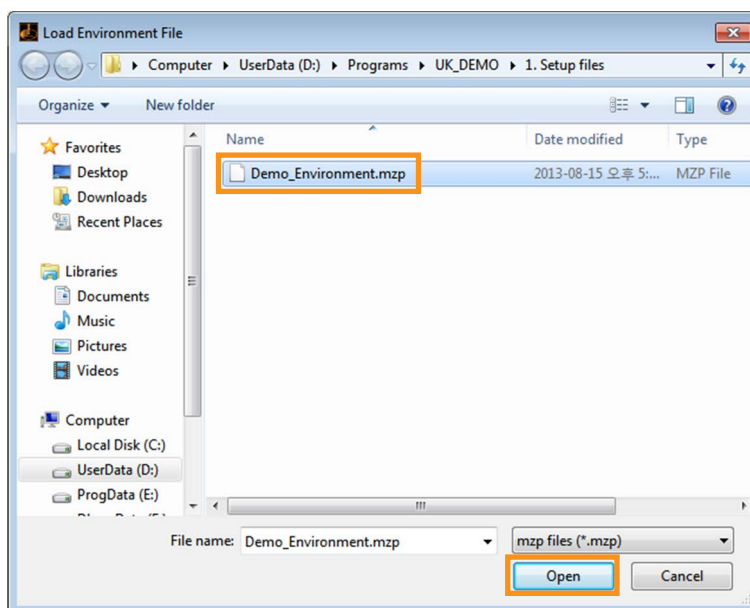 Load Environment File
Computer UserData (D:) Programs UK_DEMO 1. Setup files
Organize New folder
Name Date modified Type
Favorites
Desktop
Downloads
Recent Places
Libraries
Documents
Music
Pictures
Videos
Computer
Local Disk (C:)
UserData (D:)
ProgData (E:)
Demo_Environment.mzp 2013-08-15 오후 5:... MZP File
File name: Demo_Environment.mzp mzp files (*.mzp)
Open Cancel